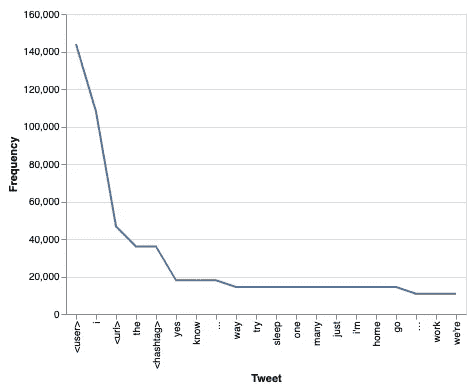 160,000
140,000
120,000
100,000
80,000
60,000
40,000
20,000
0
Frequency
<user>
i
<url>
the
<hashtag>
yes
know
...
way
try
sleep
one
many
just
i'm
home
go
…
work
we're
Tweet